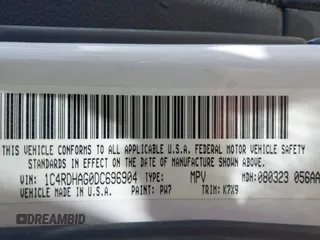 THIS VEHICLE CONFORMS TO ALL APPLICABLE U.S.A. FEDERAL MOTOR VEHICLE SAFETY
STANDARDS IN EFFECT ON THE DATE OF MANUFACTURE SHOWN ABOVE.
VIN: 1C4RDHAG0DC696904 TYPE: MPV MDH: 080323 056AA
VEHICLE MADE IN U.S.A. PAINT: PW7 TRIM: K7X9
DREAMBID